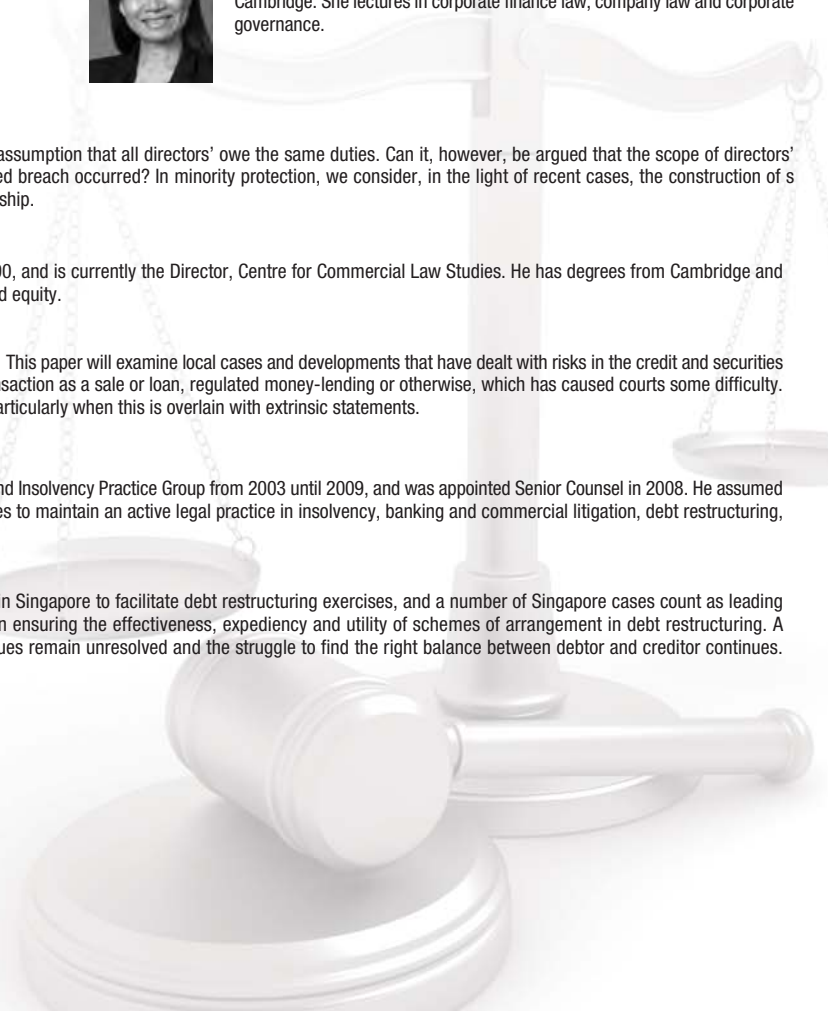 Cambridge. She lectures in corporate finance law, company law and corporate
governance.
assumption that all directors' owe the same duties. Can it, however, be argued that the scope of directors'
ed breach occurred? In minority protection, we consider, in the light of recent cases, the construction of s
ship.
00, and is currently the Director, Centre for Commercial Law Studies. He has degrees from Cambridge and
d equity.
This paper will examine local cases and developments that have dealt with risks in the credit and securities
nsaction as a sale or loan, regulated money-lending or otherwise, which has caused courts some difficulty.
articularly when this is overlain with extrinsic statements.
nd Insolvency Practice Group from 2003 until 2009, and was appointed Senior Counsel in 2008. He assumed
es to maintain an active legal practice in insolvency, banking and commercial litigation, debt restructuring,
in Singapore to facilitate debt restructuring exercises, and a number of Singapore cases count as leading
n ensuring the effectiveness, expediency and utility of schemes of arrangement in debt restructuring. A
ues remain unresolved and the struggle to find the right balance between debtor and creditor continues.